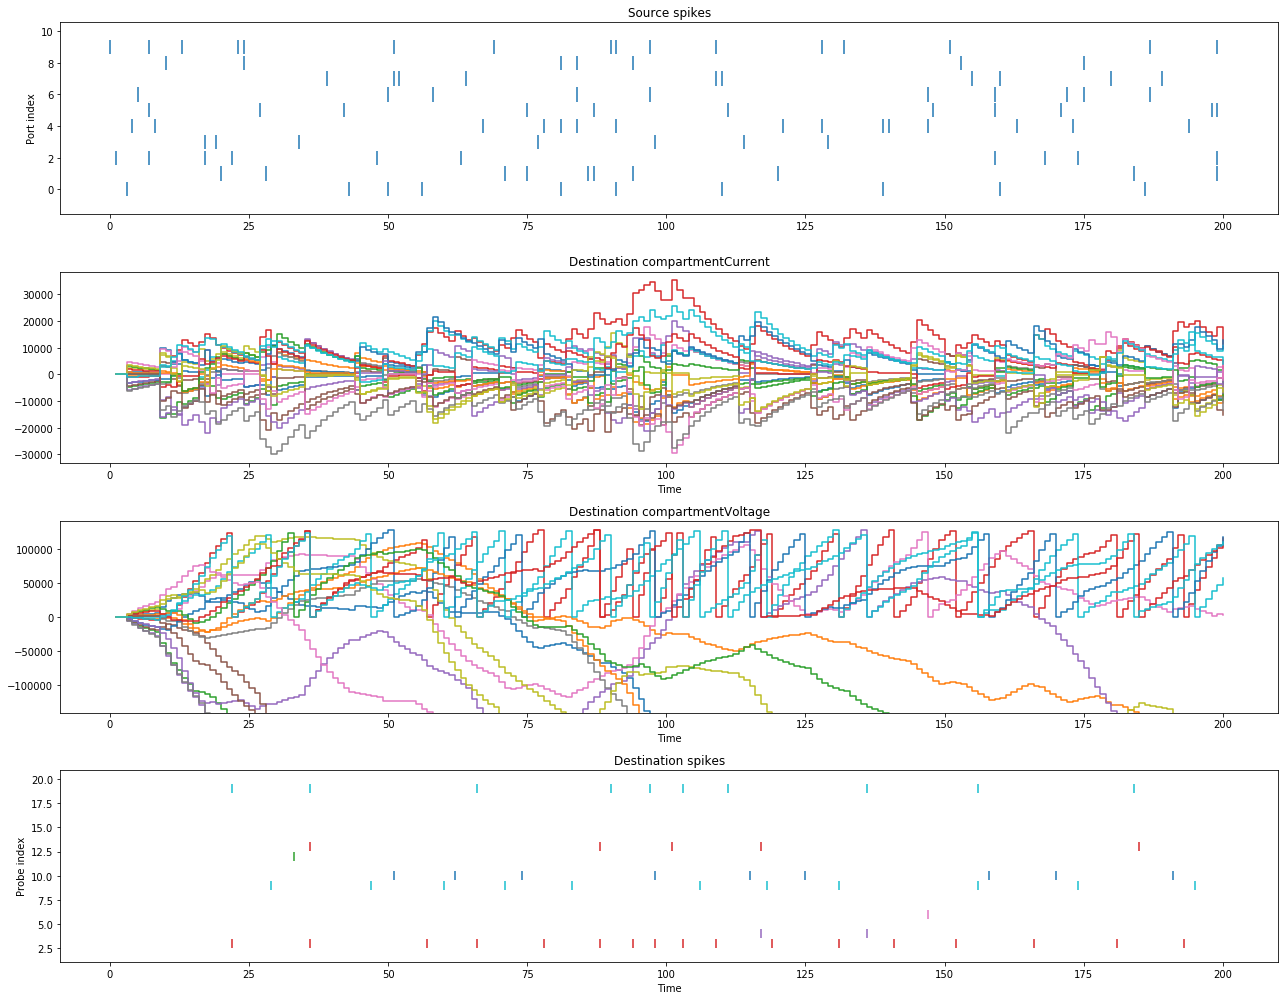 Source spikes
10
8
6
4
2
0
Port index
0 25 50 75 100 125 150 175 200
Destination compartmentCurrent
30000
20000
10000
0
−10000
−20000
−30000
0 25 50 75 100 125 150 175 200
Time
Destination compartmentVoltage
100000
50000
0
−50000
−100000
0 25 50 75 100 125 150 175 200
Time
Destination spikes
20.0
17.5
15.0
12.5
10.0
7.5
5.0
2.5
Probe index
0 25 50 75 100 125 150 175 200
Time